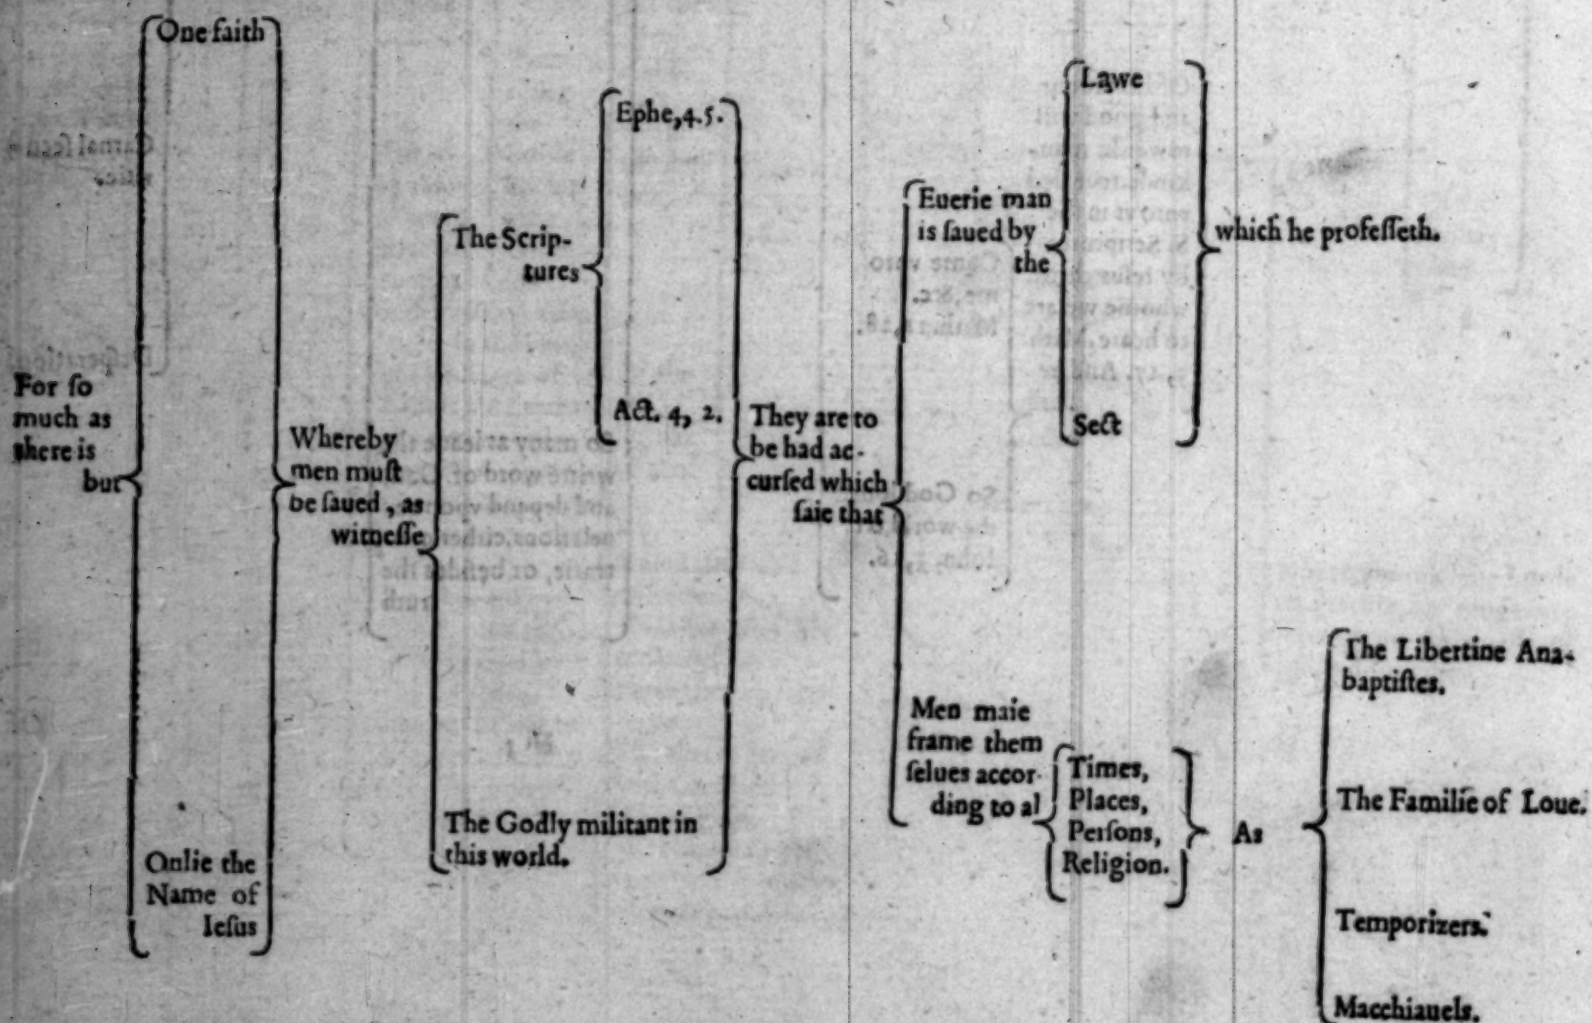 For ſo
much as
there is
but
One faith
Onlie the
Name of
Ieſus
Whereby
men muſt
be ſaued, as
witneſſe
The Scrip-
tures
Ephe,4.5.
Act. 4, 2.
The Godly militant in
this world.
They are to
be had ac-
curſed which
ſaie that
Euerie man
is ſaued by
the
Lawe
Sect
which he profeſſeth.
Men maie
frame them
ſelues accor-
ding to al
Times,
Places,
Perſons,
Religion.
As
The Libertine Ana-
baptiſtes.
The Familie of Loue.
Temporizers.
Macchiauels.